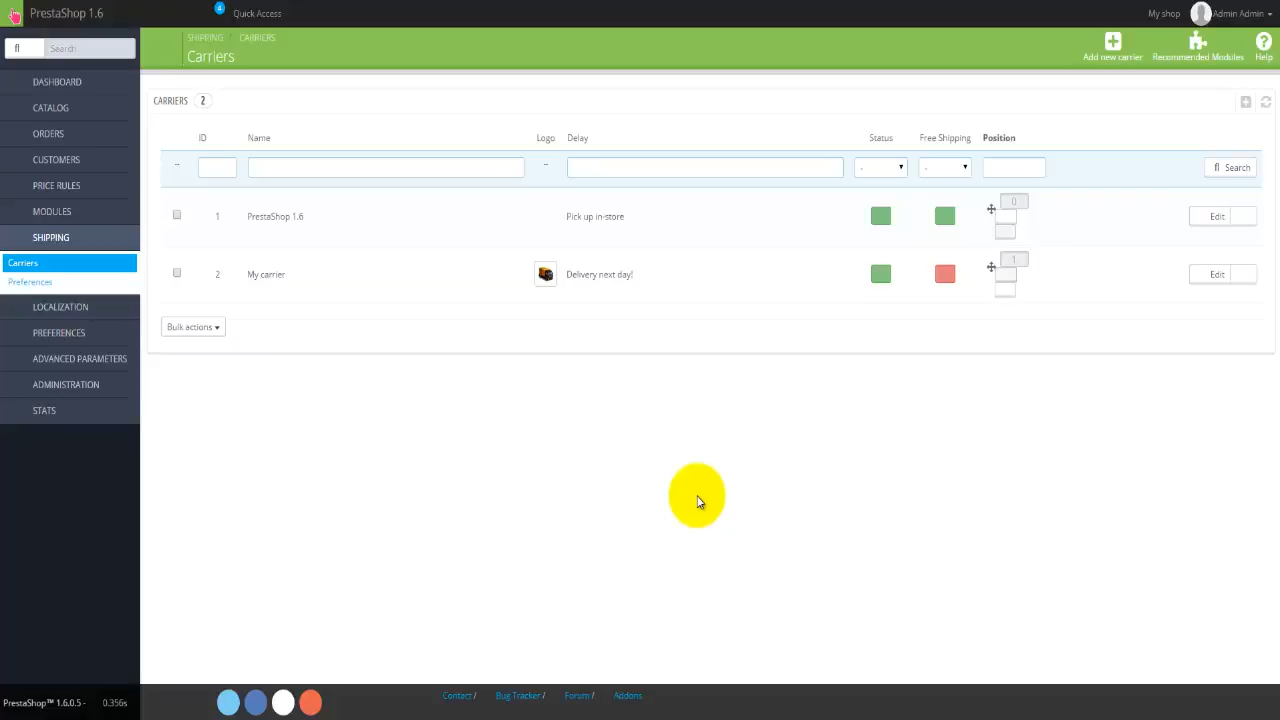 PrestaShop 1.6
4
Quick Access
My shop
Admin Admin
Search
SHIPPING
CARRIERS
Carriers
Add new carrier
Recommended Modules
Help
DASHBOARD
CATALOG
ORDERS
CUSTOMERS
PRICE RULES
MODULES
SHIPPING
Carriers
Preferences
LOCALIZATION
PREFERENCES
ADVANCED PARAMETERS
ADMINISTRATION
STATS
CARRIERS 2
ID Name Logo Delay Status Free Shipping Position
-- -- - - Search
1 PrestaShop 1.6 Pick up in-store 0 Edit
2 My carrier Delivery next day! 1 Edit
Bulk actions
PrestaShop™ 1.6.0.5 - 0.356s
Contact / Bug Tracker / Forum / Addons